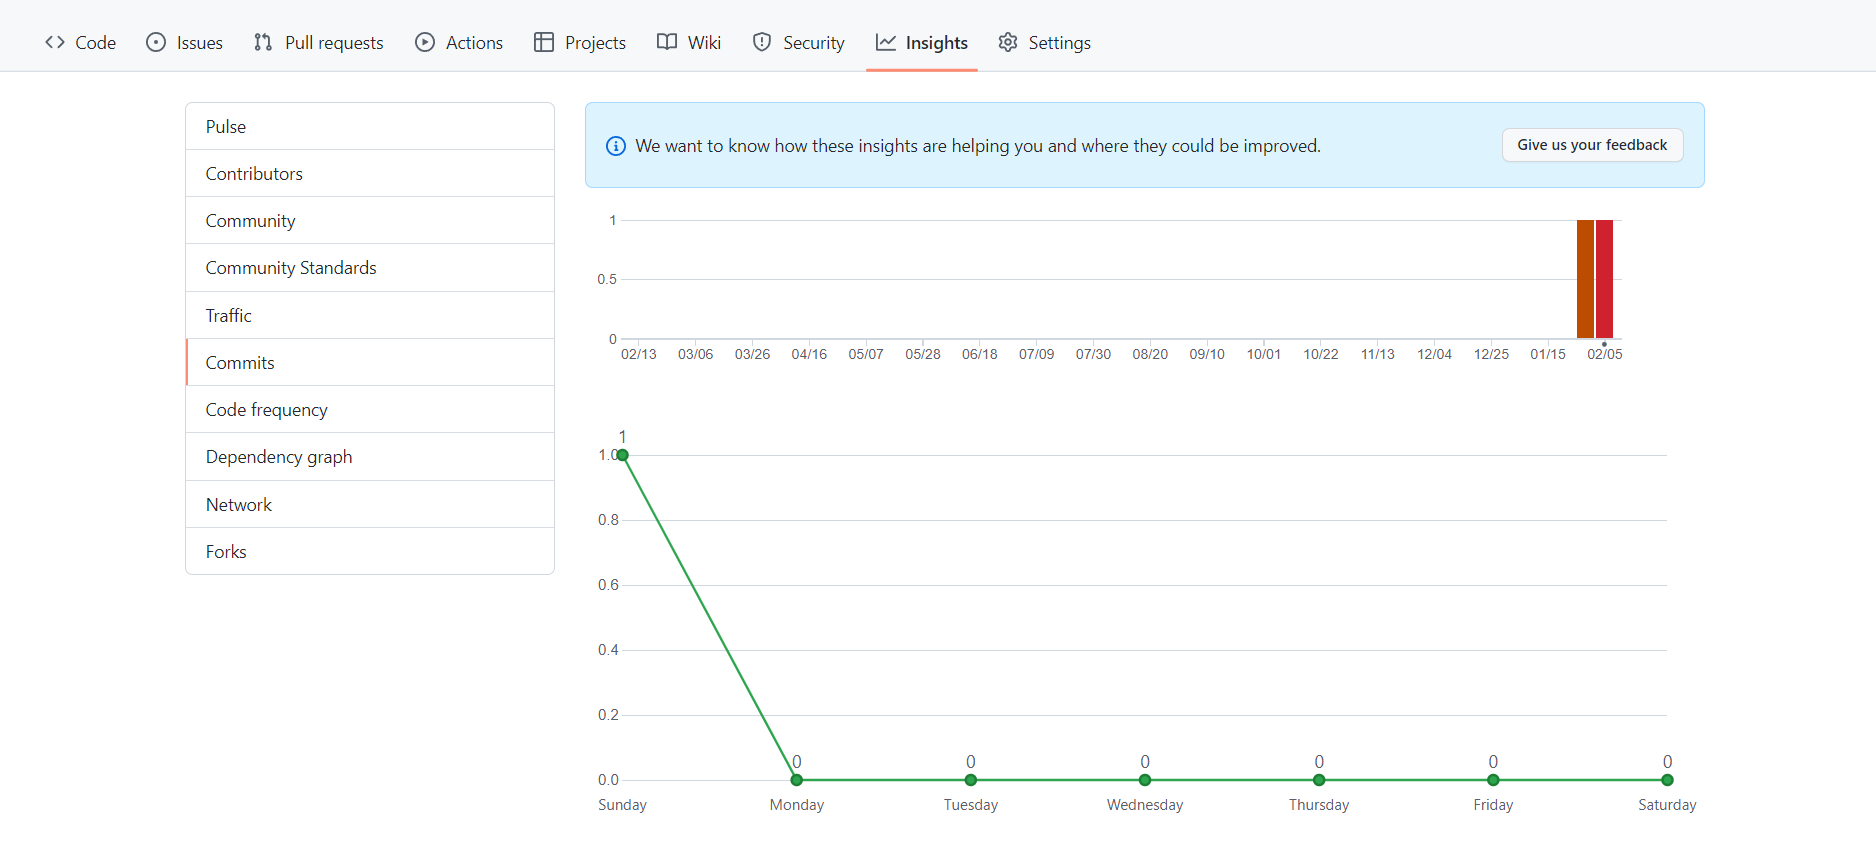 Code Issues Pull requests Actions Projects Wiki Security Insights Settings
Pulse
Contributors
Community
Community Standards
Traffic
Commits
Code frequency
Dependency graph
Network
Forks
We want to know how these insights are helping you and where they could be improved.
Give us your feedback
1
0.5
0
02/13 03/06 03/26 04/16 05/07 05/28 06/18 07/09 07/30 08/20 09/10 10/01 10/22 11/13 12/04 12/25 01/15 02/05
1
1.0
0.8
0.6
0.4
0.2
0 0 0 0 0 0
0.0
Sunday Monday Tuesday Wednesday Thursday Friday Saturday